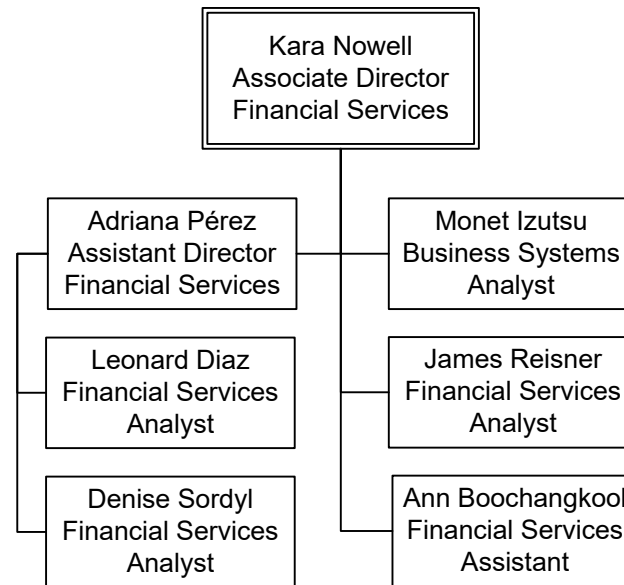 Kara Nowell
Associate Director
Financial Services
Adriana Pérez
Assistant Director
Financial Services
Monet Izutsu
Business Systems
Analyst
Leonard Diaz
Financial Services
Analyst
James Reisner
Financial Services
Analyst
Denise Sordyl
Financial Services
Analyst
Ann Boochangkool
Financial Services
Assistant